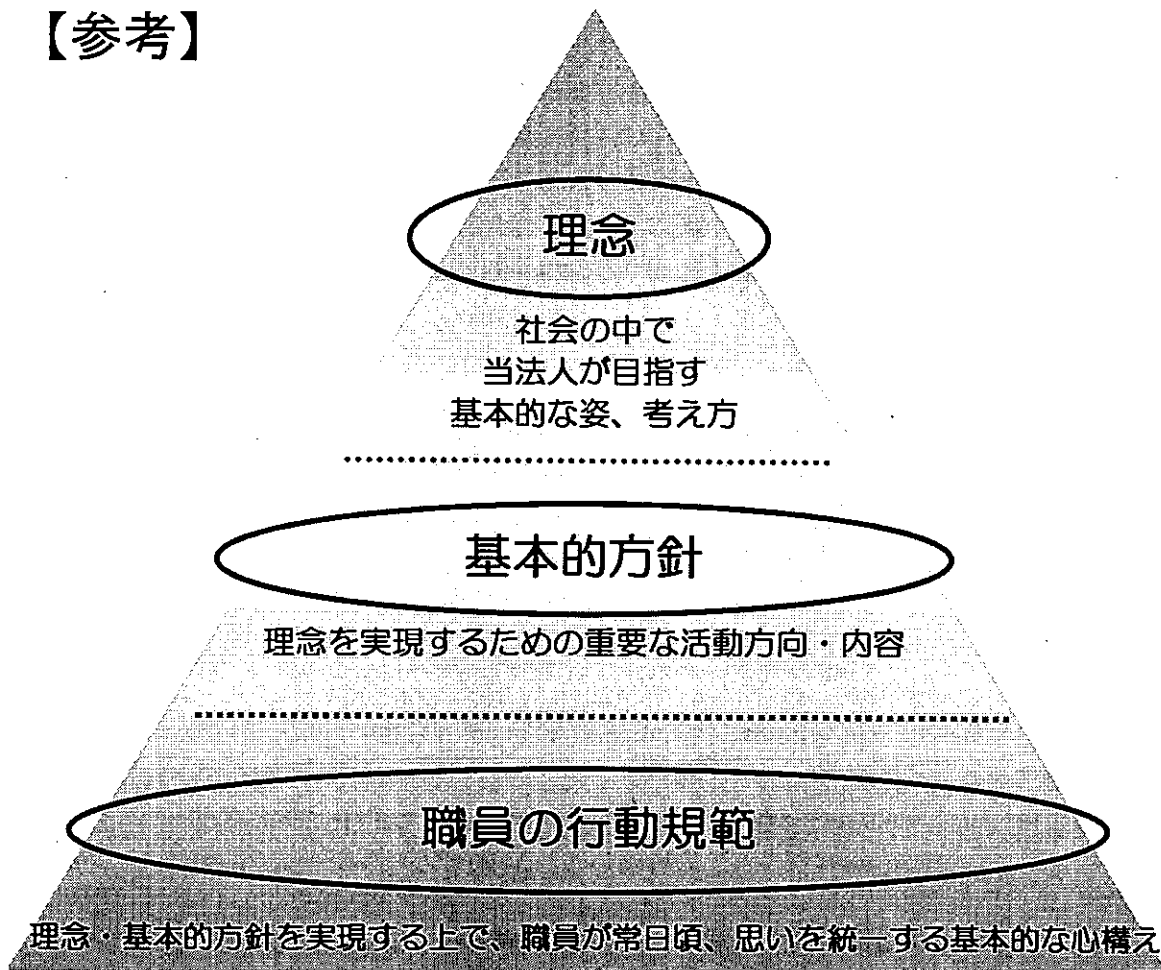 【参考】
理念
社会の中で
当法人が目指す
基本的な姿、考え方
基本的方針
理念を実現するための重要な活動方向・内容
職員の行動規範
理念・基本的方針を実現する上で、職員が常日頃、思いを統一する基本的な心構え